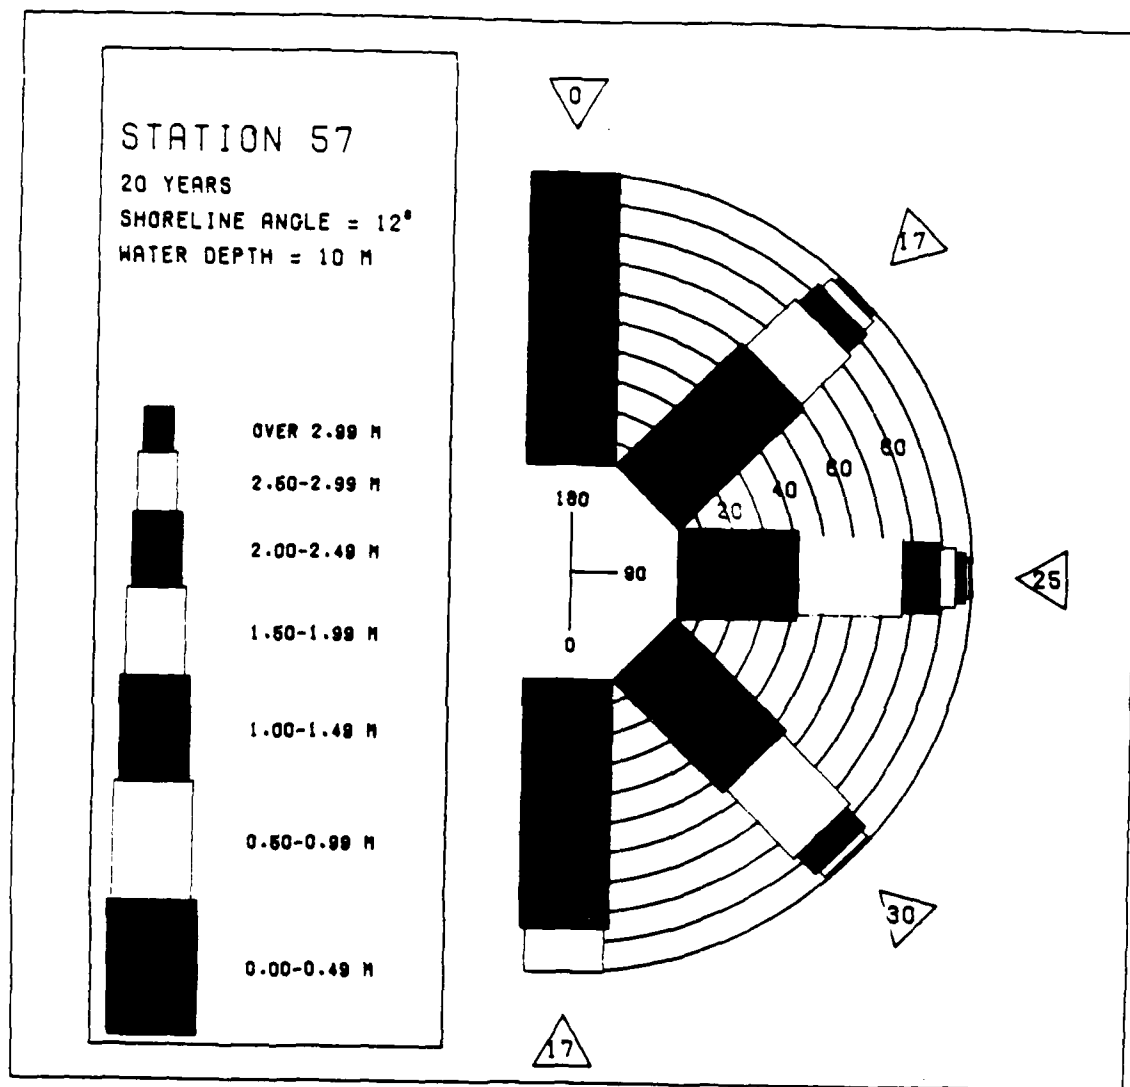 STATION 57
20 YEARS
SHORELINE ANGLE = 12°
WATER DEPTH = 10 M
OVER 2.99 M
2.50-2.99 M
2.00-2.49 M
1.50-1.99 M
1.00-1.49 M
0.50-0.99 M
0.00-0.49 M
0
17
80
60
40
20
180
90
0
25
30
17